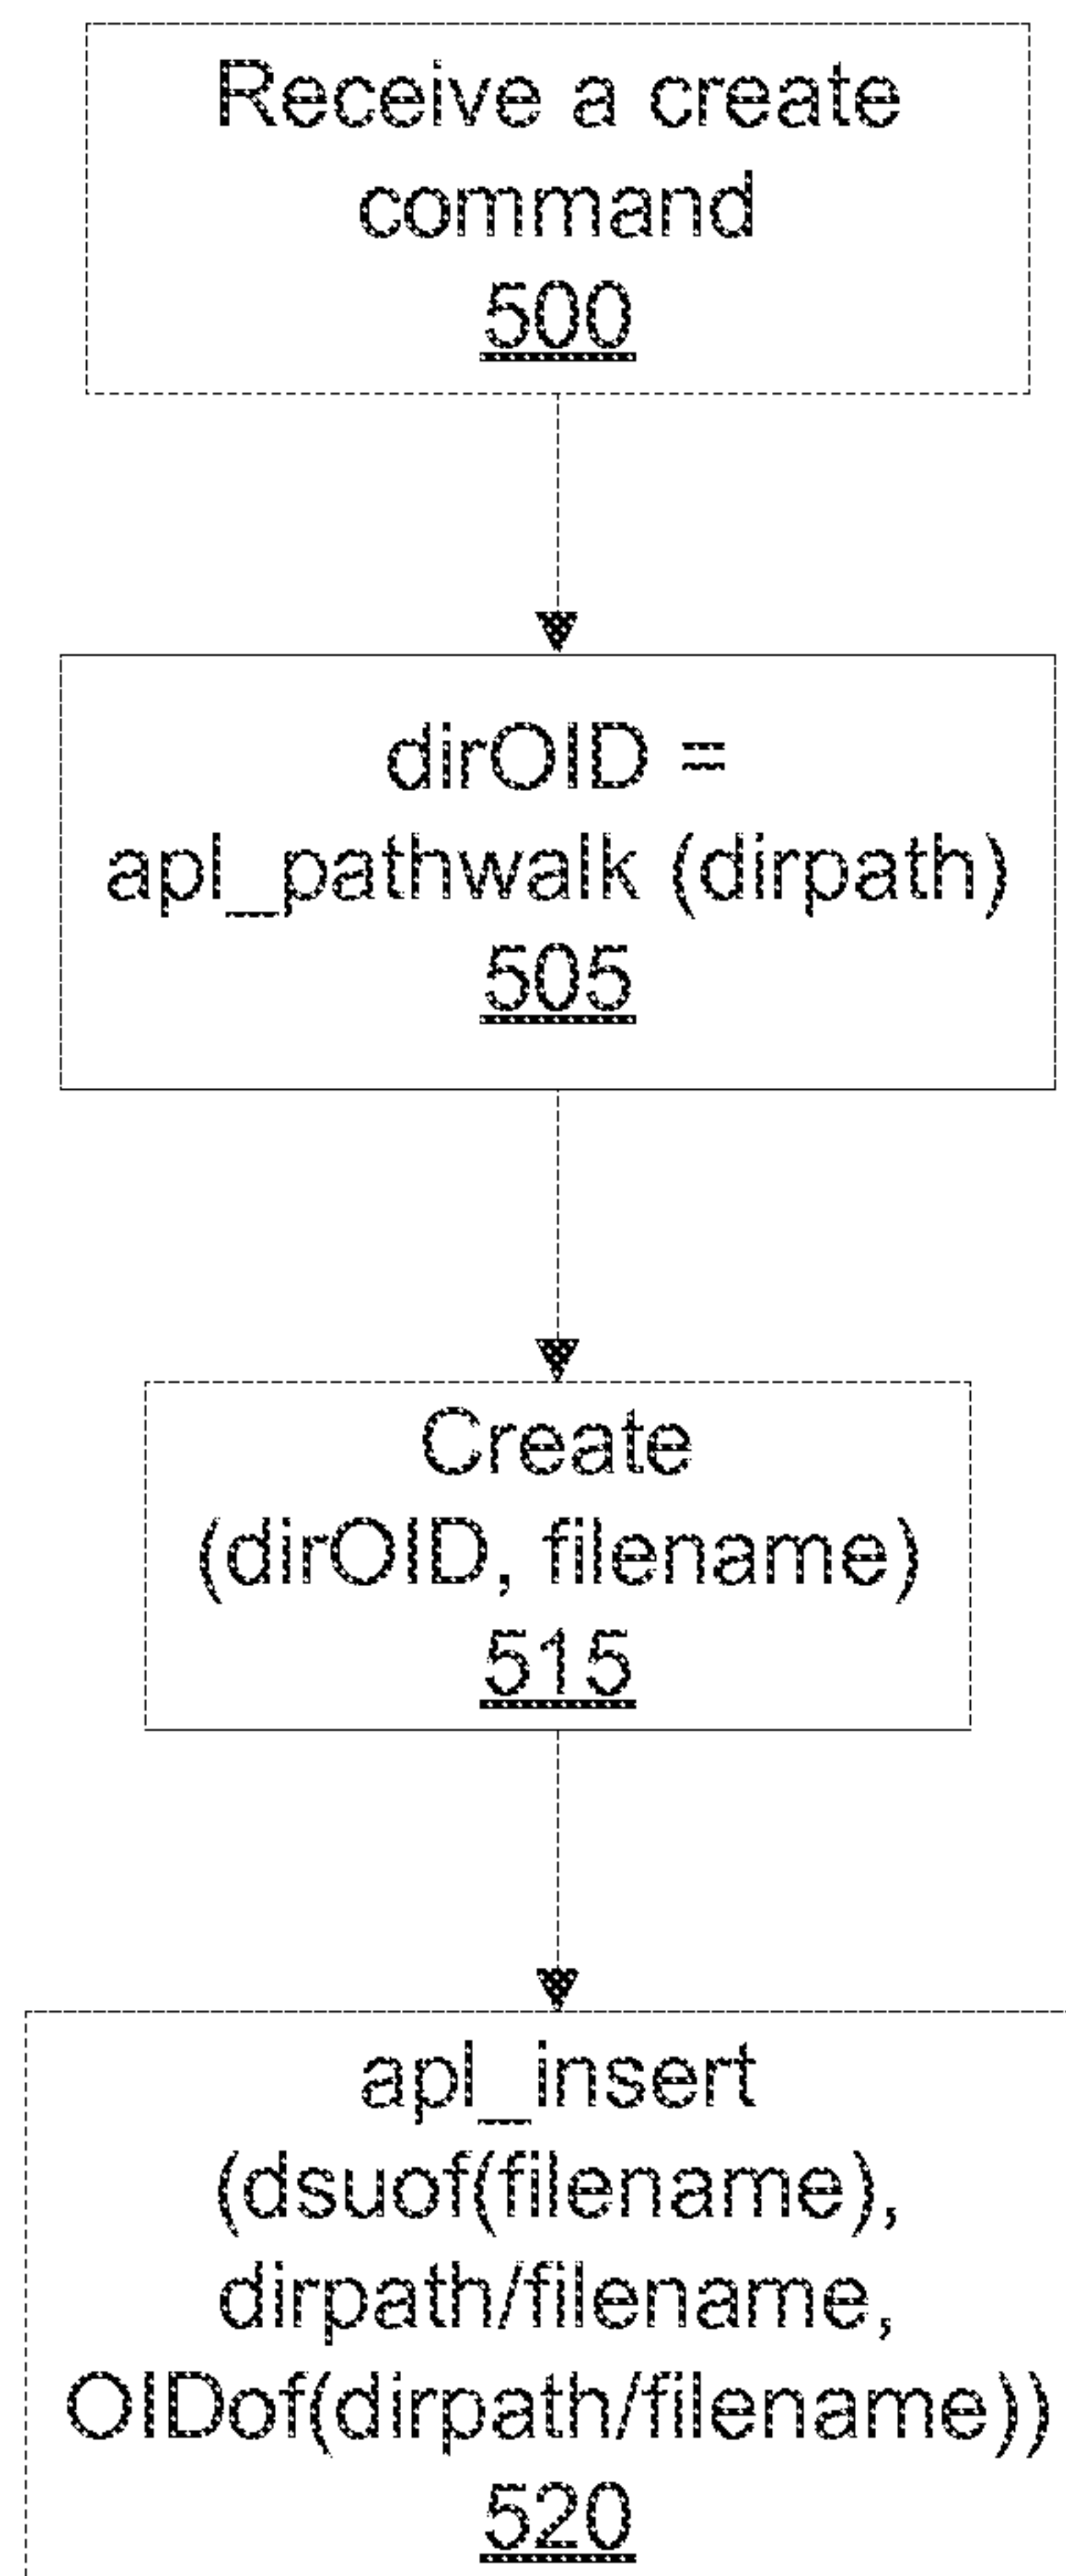 Receive a create
command
500
dirOID =
apl_pathwalk (dirpath)
505
Create
(dirOID, filename)
515
apl_insert
(dsuof(filename),
dirpath/filename,
OIDof(dirpath/filename))
520